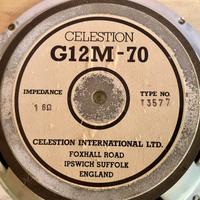 CELESTION
G12M-70
IMPEDANCE TYPE NO.
16Ω T3577
CELESTION INTERNATIONAL LTD.
FOXHALL ROAD
IPSWICH SUFFOLK
ENGLAND